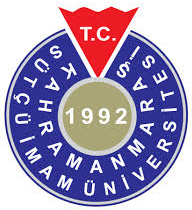 T.C.
KAHRAMANMARAŞ
SÜTÇÜ İMAM ÜNİVERSİTESİ
1992